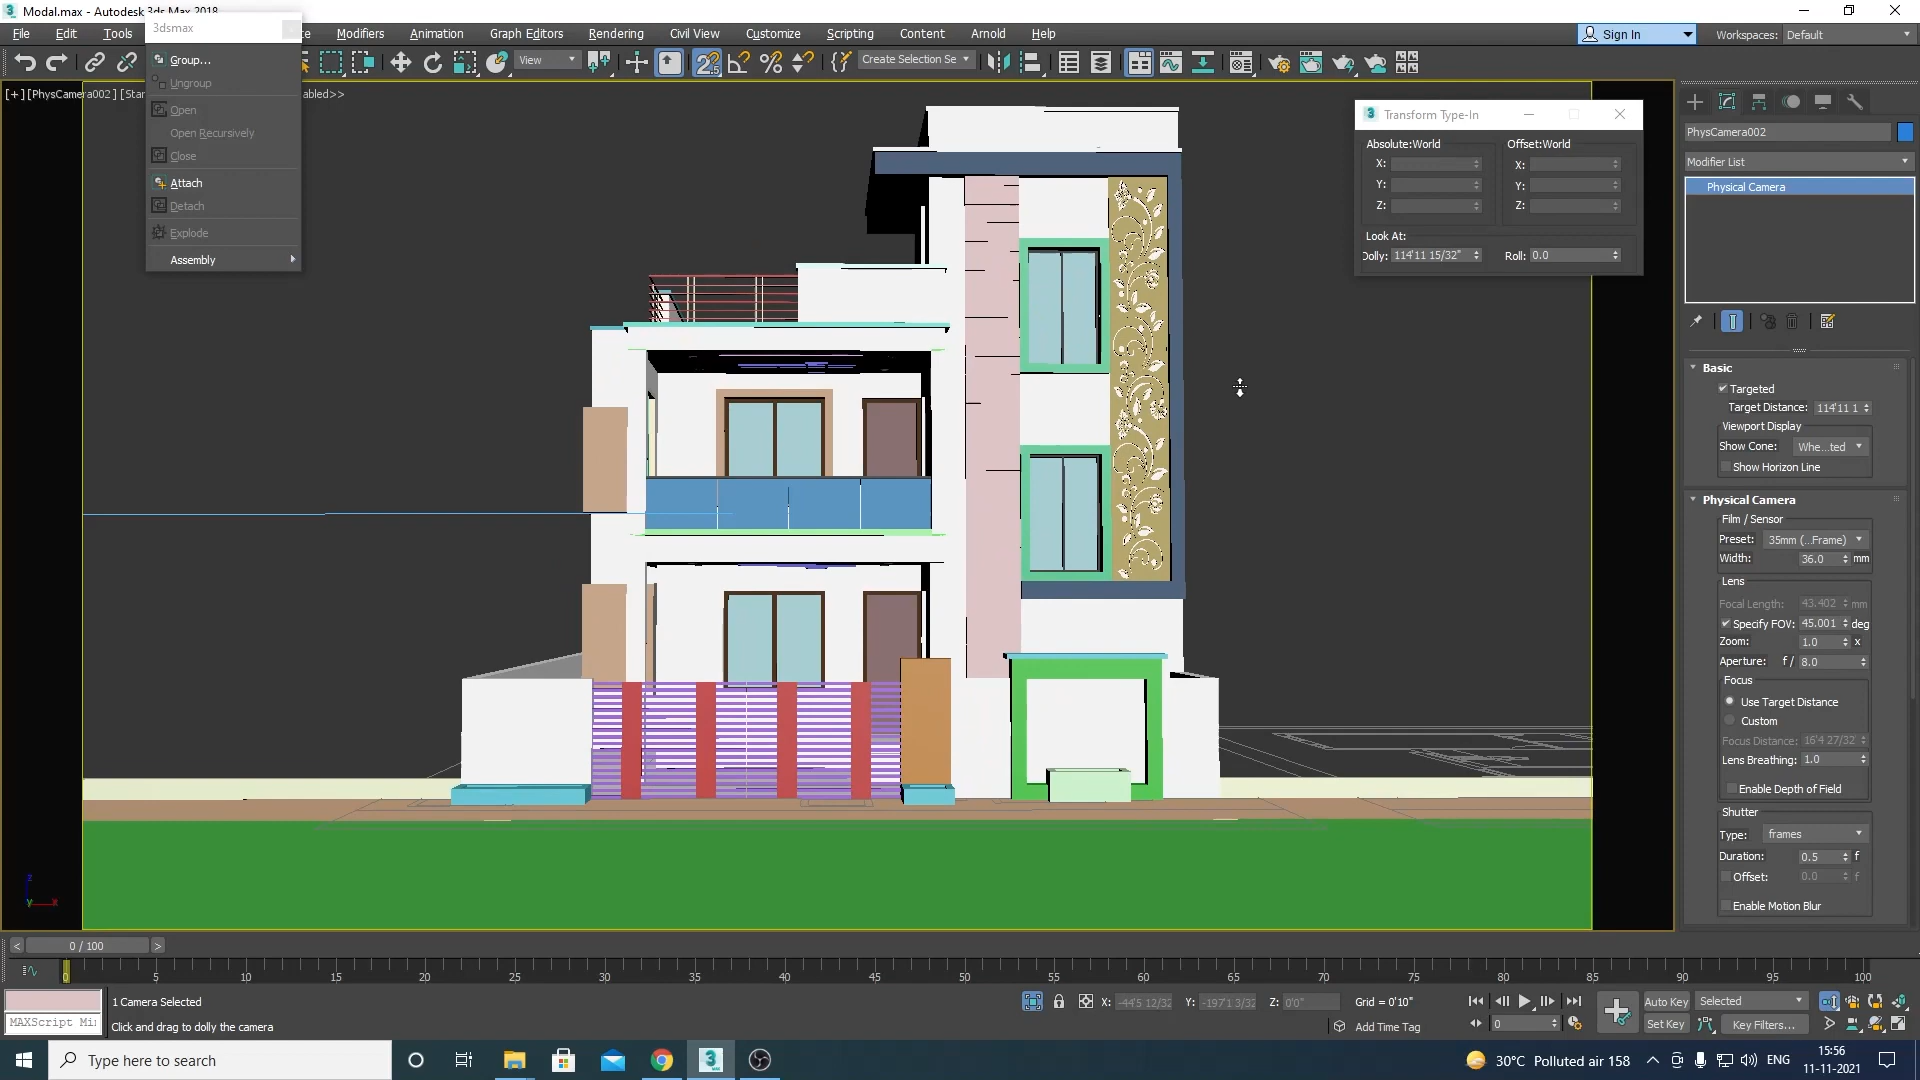 Modal.max - Autodesk 3ds Max 2018
3dsmax
File Edit Tools Modifiers Animation Graph Editors Rendering Civil View Customize Scripting Content Arnold Help
Sign In
Workspaces: Default
Group...
Ungroup
Open
Open Recursively
Close
Attach
Detach
Explode
Assembly
View
Create Selection Se
[+] [PhysCamera002] [Star
abled>>
Transform Type-In
Absolute:World Offset:World
X: X:
Y: Y:
Z: Z:
Look At:
Dolly: 114'11 15/32" Roll: 0.0
PhysCamera002
Modifier List
Physical Camera
Basic
Targeted
Target Distance: 114'11 1
Viewport Display
Show Cone: Whe...ted
Show Horizon Line
Physical Camera
Film / Sensor
Preset: 35mm (...Frame)
Width: 36.0 mm
Lens
Focal Length: 43.402 mm
Specify FOV: 45.001 deg
Zoom: 1.0 x
Aperture: f / 8.0
Focus
Use Target Distance
Custom
Focus Distance: 16'4 27/32'
Lens Breathing: 1.0
Enable Depth of Field
Shutter
Type: frames
Duration: 0.5 f
Offset: 0.0 f
Enable Motion Blur
z
Y x
< 0 / 100 >
0 5 10 15 20 25 30 35 40 45 50 55 60 65 70 75 80 85 90 95 100
1 Camera Selected
MAXScript Mi
Click and drag to dolly the camera
X: -44'5 12/32 Y: -197'1 3/32 Z: 0'0" Grid = 0'10"
Add Time Tag
0
Auto Key Selected
Set Key Key Filters...
Type here to search
30°C Polluted air 158
ENG
15:56
11-11-2021